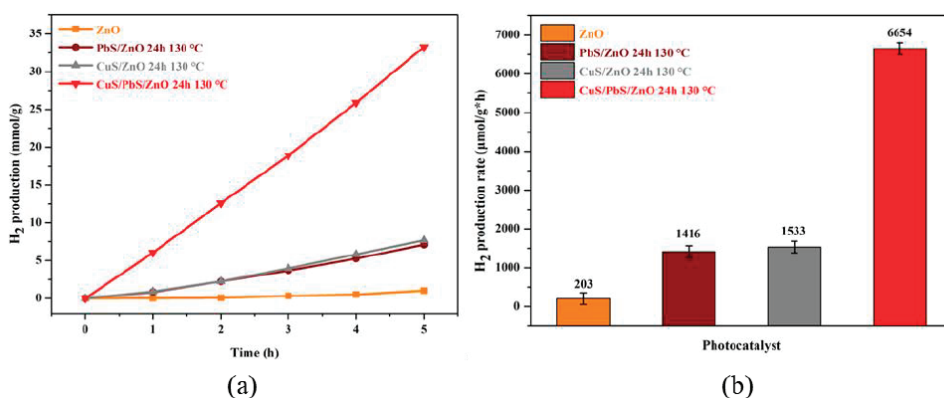 ZnO
PbS/ZnO 24h 130 °C
CuS/ZnO 24h 130 °C
CuS/PbS/ZnO 24h 130 °C
H2 production (mmol/g)
35
30
25
20
15
10
5
0
0 1 2 3 4 5
Time (h)
(a)
ZnO
PbS/ZnO 24h 130 °C
CuS/ZnO 24h 130 °C
CuS/PbS/ZnO 24h 130 °C
H2 production rate (µmol/g*h)
7000
6000
5000
4000
3000
2000
1000
0
203
1416
1533
6654
Photocatalyst
(b)